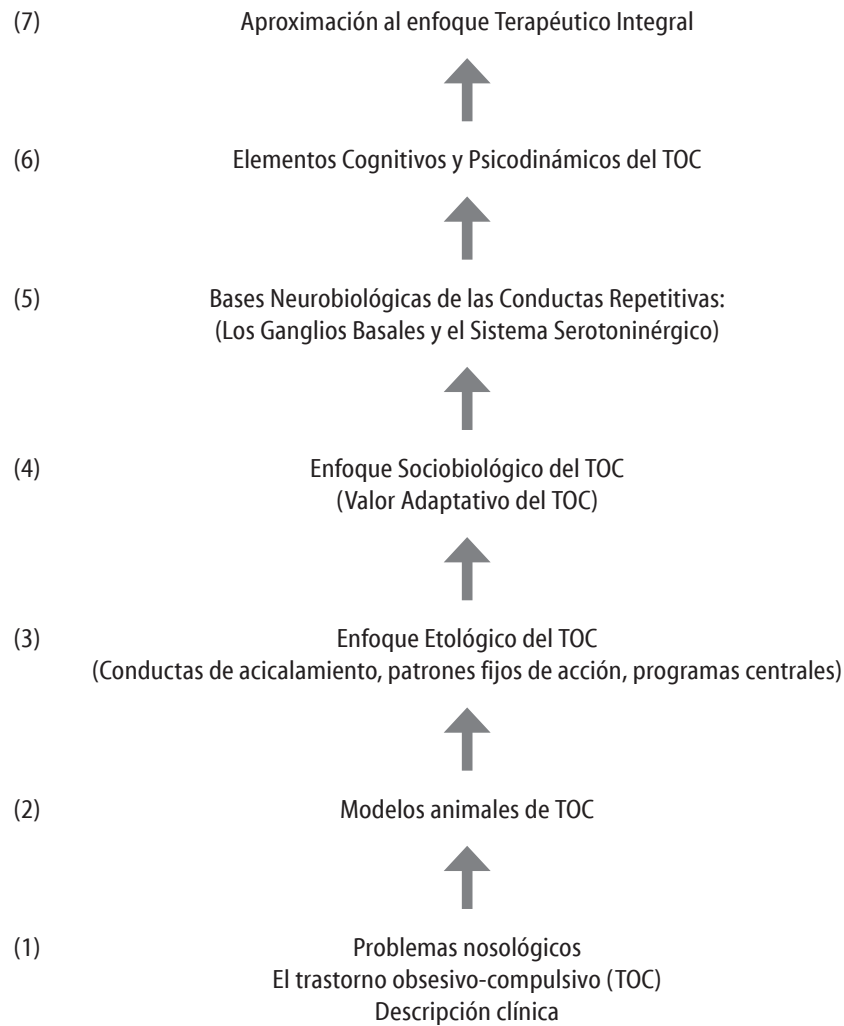 (7) Aproximación al enfoque Terapéutico Integral
(6) Elementos Cognitivos y Psicodinámicos del TOC
(5) Bases Neurobiológicas de las Conductas Repetitivas:
(Los Ganglios Basales y el Sistema Serotoninérgico)
(4) Enfoque Sociobiológico del TOC
(Valor Adaptativo del TOC)
(3) Enfoque Etológico del TOC
(Conductas de acicalamiento, patrones fijos de acción, programas centrales)
(2) Modelos animales de TOC
(1) Problemas nosológicos
El trastorno obsesivo-compulsivo (TOC)
Descripción clínica